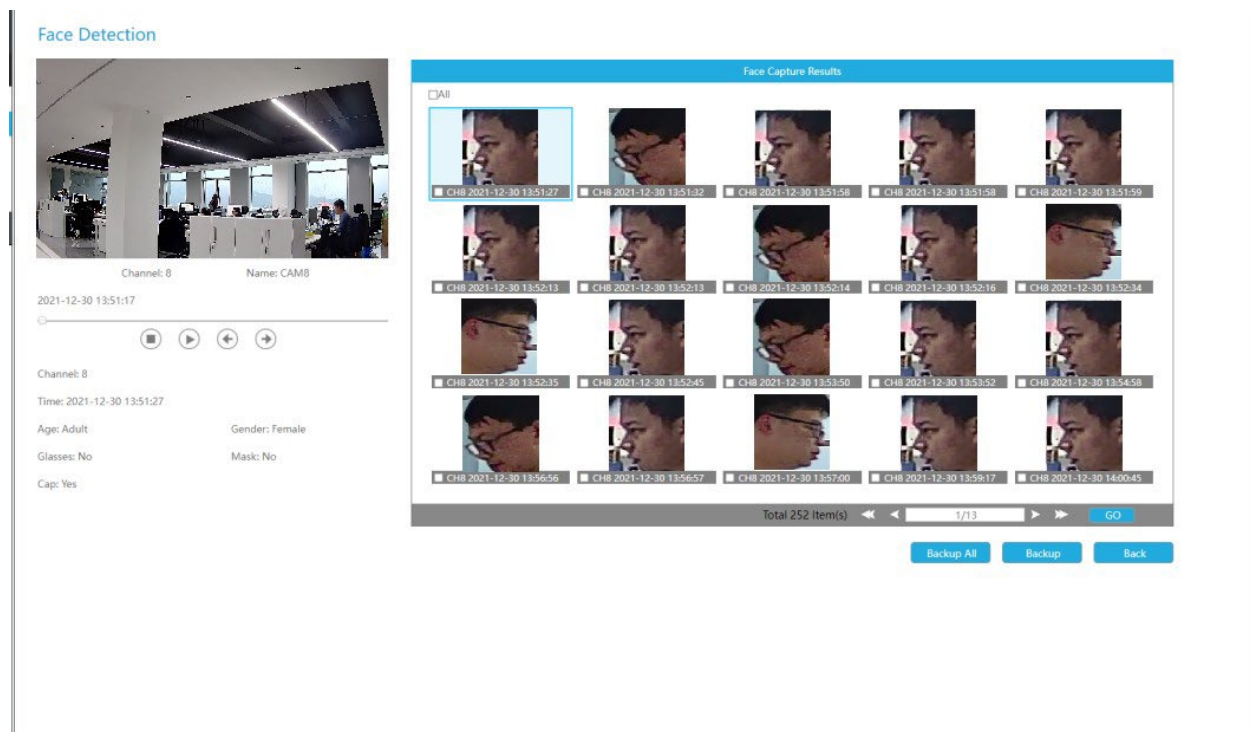 Face Detection
Face Capture Results
All
CH8 2021-12-30 13:51:27
CH8 2021-12-30 13:51:32
CH8 2021-12-30 13:51:58
CH8 2021-12-30 13:51:58
CH8 2021-12-30 13:51:59
CH8 2021-12-30 13:52:13
CH8 2021-12-30 13:52:13
CH8 2021-12-30 13:52:14
CH8 2021-12-30 13:52:16
CH8 2021-12-30 13:52:34
CH8 2021-12-30 13:52:35
CH8 2021-12-30 13:52:45
CH8 2021-12-30 13:53:50
CH8 2021-12-30 13:53:52
CH8 2021-12-30 13:54:58
CH8 2021-12-30 13:56:56
CH8 2021-12-30 13:56:57
CH8 2021-12-30 13:57:00
CH8 2021-12-30 13:59:17
CH8 2021-12-30 14:00:45
Total 252 Item(s)
1/13
GO
Backup All
Backup
Back
Channel: 8 Name: CAM8
2021-12-30 13:51:17
Channel: 8
Time: 2021-12-30 13:51:27
Age: Adult Gender: Female
Glasses: No Mask: No
Cap: Yes